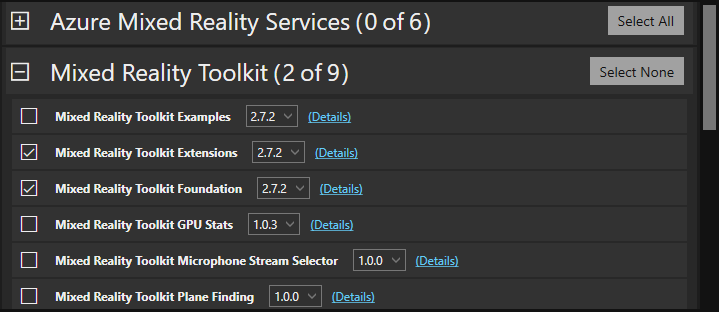 Azure Mixed Reality Services (0 of 6) Select All
Mixed Reality Toolkit (2 of 9) Select None
Mixed Reality Toolkit Examples 2.7.2 (Details)
Mixed Reality Toolkit Extensions 2.7.2 (Details)
Mixed Reality Toolkit Foundation 2.7.2 (Details)
Mixed Reality Toolkit GPU Stats 1.0.3 (Details)
Mixed Reality Toolkit Microphone Stream Selector 1.0.0 (Details)
Mixed Reality Toolkit Plane Finding 1.0.0 (Details)